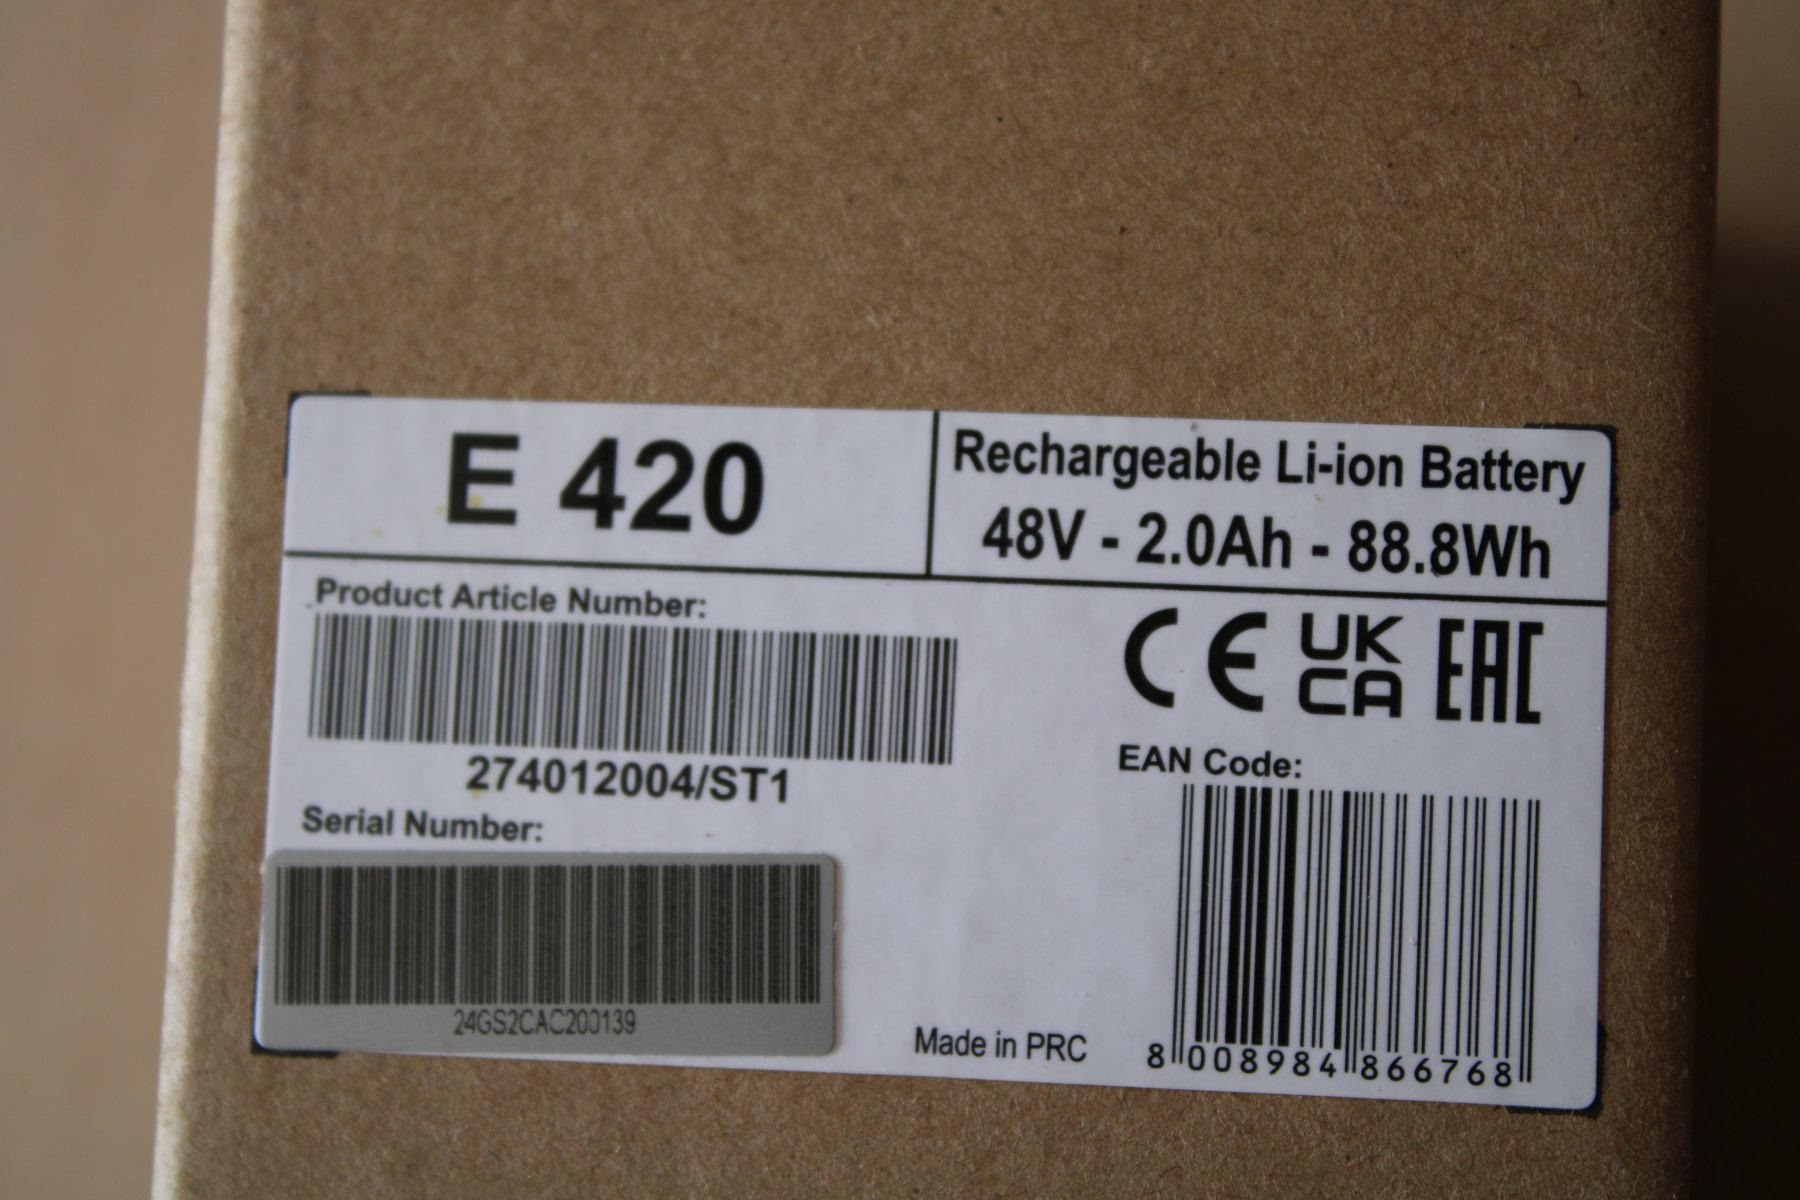 E 420
Rechargeable Li-ion Battery
48V - 2.0Ah - 88.8Wh
Product Article Number:
274012004/ST1
CE UK CA EAC
EAN Code:
Serial Number:
24GS2CAC200139
Made in PRC
8 008984 866768